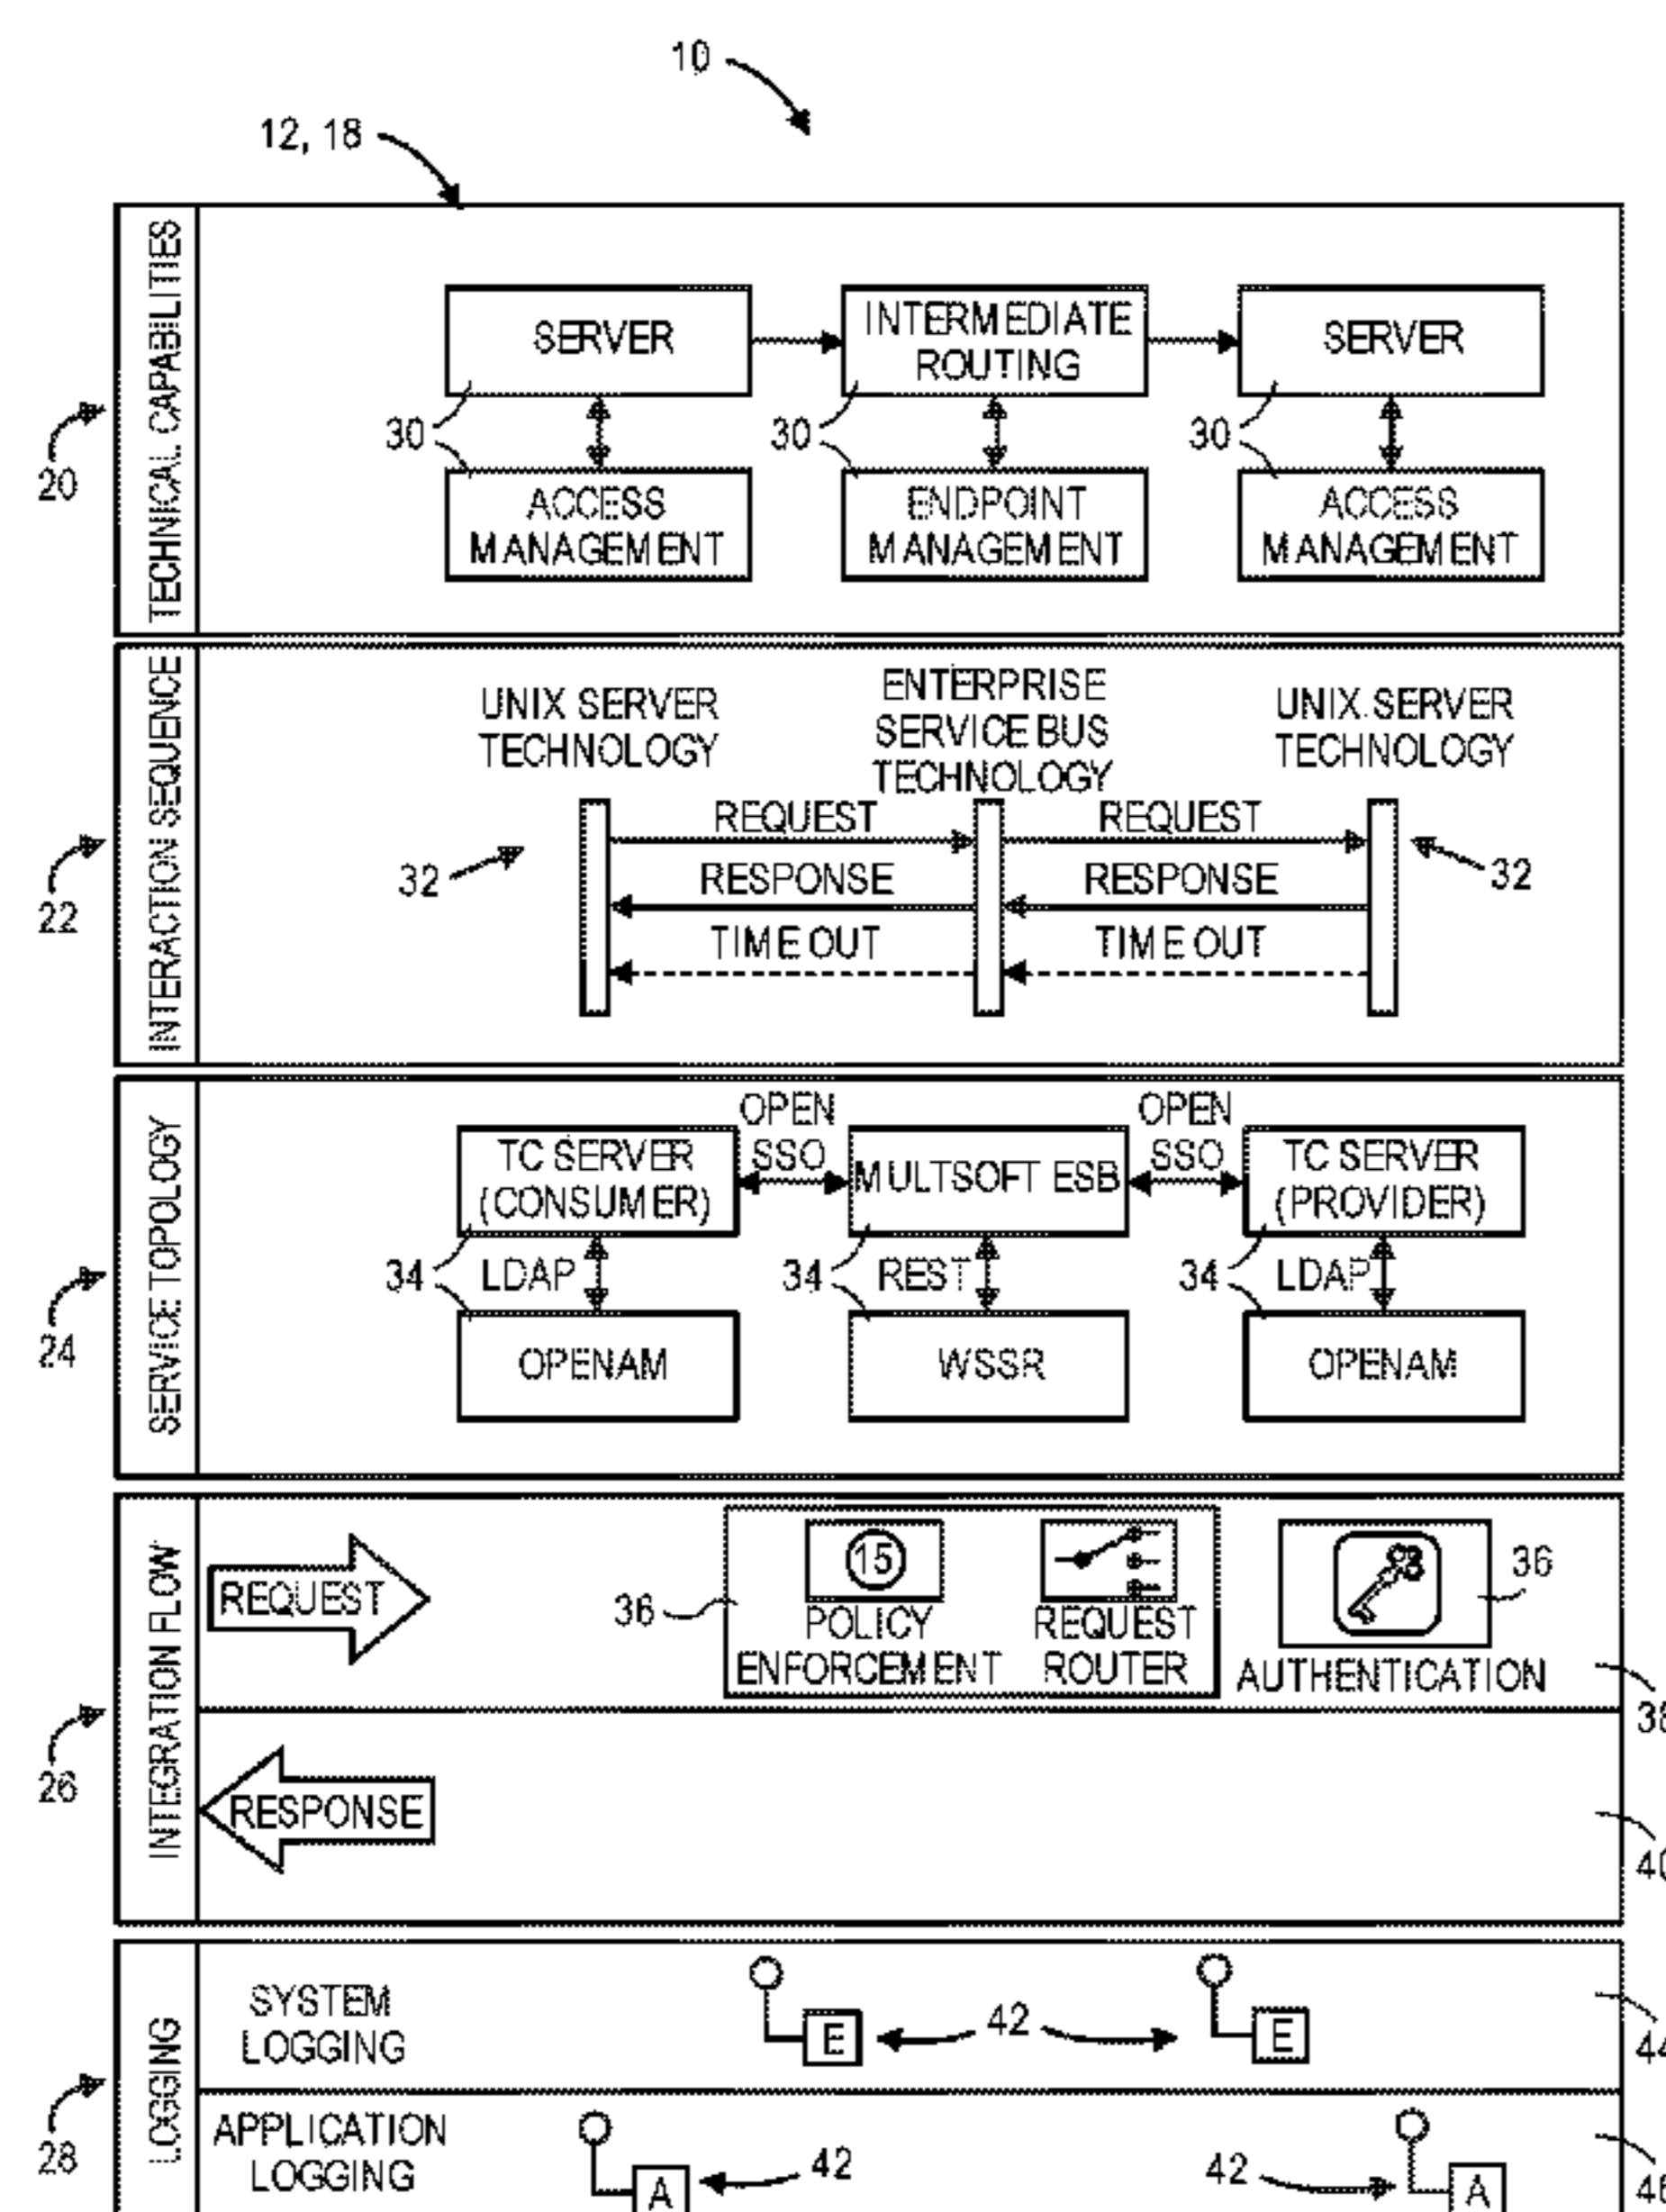 10
12, 18
TECHNICAL CAPABILITIES
SERVER
INTERMEDIATE
ROUTING
SERVER
30
30
30
20
ACCESS
MANAGEMENT
ENDPOINT
MANAGEMENT
ACCESS
MANAGEMENT
INTERACTION SEQUENCE
UNIX SERVER
TECHNOLOGY
ENTERPRISE
SERVICE BUS
TECHNOLOGY
UNIX SERVER
TECHNOLOGY
REQUEST
REQUEST
32
RESPONSE
RESPONSE
32
22
TIME OUT
TIME OUT
SERVICE TOPOLOGY
TC SERVER
(CONSUMER)
OPEN
SSO
MULTSOFT ESB
OPEN
SSO
TC SERVER
(PROVIDER)
34
LDAP
34
REST
34
LDAP
24
OPENAM
WSSR
OPENAM
INTEGRATION FLOW
REQUEST
36
15
POLICY
ENFORCEMENT
REQUEST
ROUTER
AUTHENTICATION
36
26
RESPONSE
LOGGING
SYSTEM
LOGGING
E
42
E
44
28
APPLICATION
LOGGING
A
42
42
A